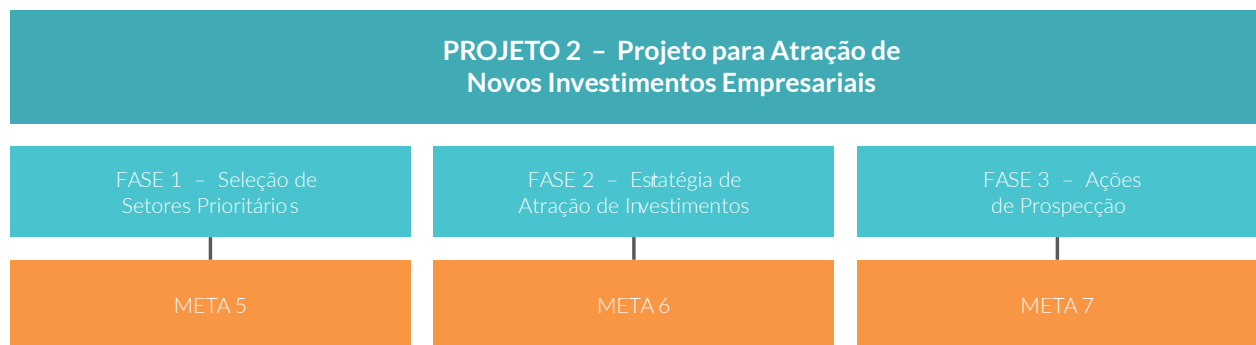 PROJETO 2 – Projeto para Atração de
Novos Investimentos Empresariais
FASE 1 – Seleção de
Setores Prioritários
FASE 2 – Estratégia de
Atração de Investimentos
FASE 3 – Ações
de Prospecção
META 5
META 6
META 7